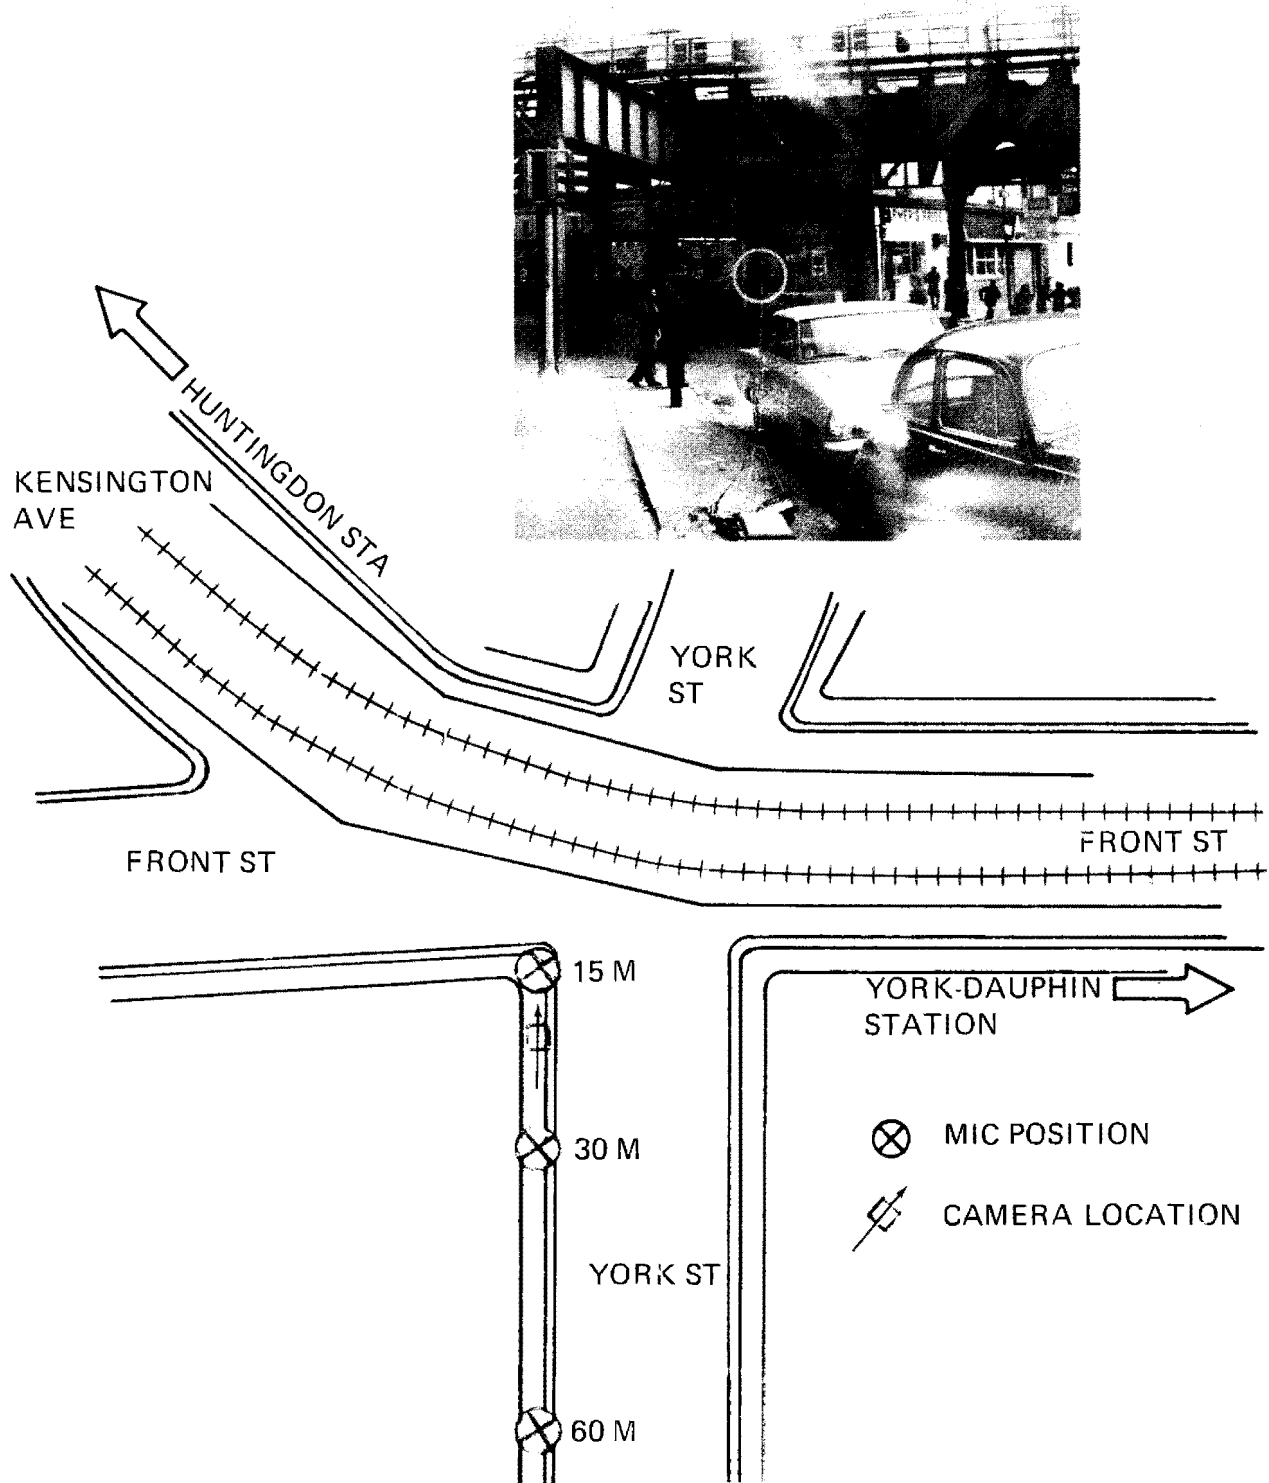 HUNTINGDON STA
KENSINGTON
AVE
YORK
ST
FRONT ST
FRONT ST
15 M
YORK-DAUPHIN
STATION
30 M
MIC POSITION
CAMERA LOCATION
YORK ST
60 M